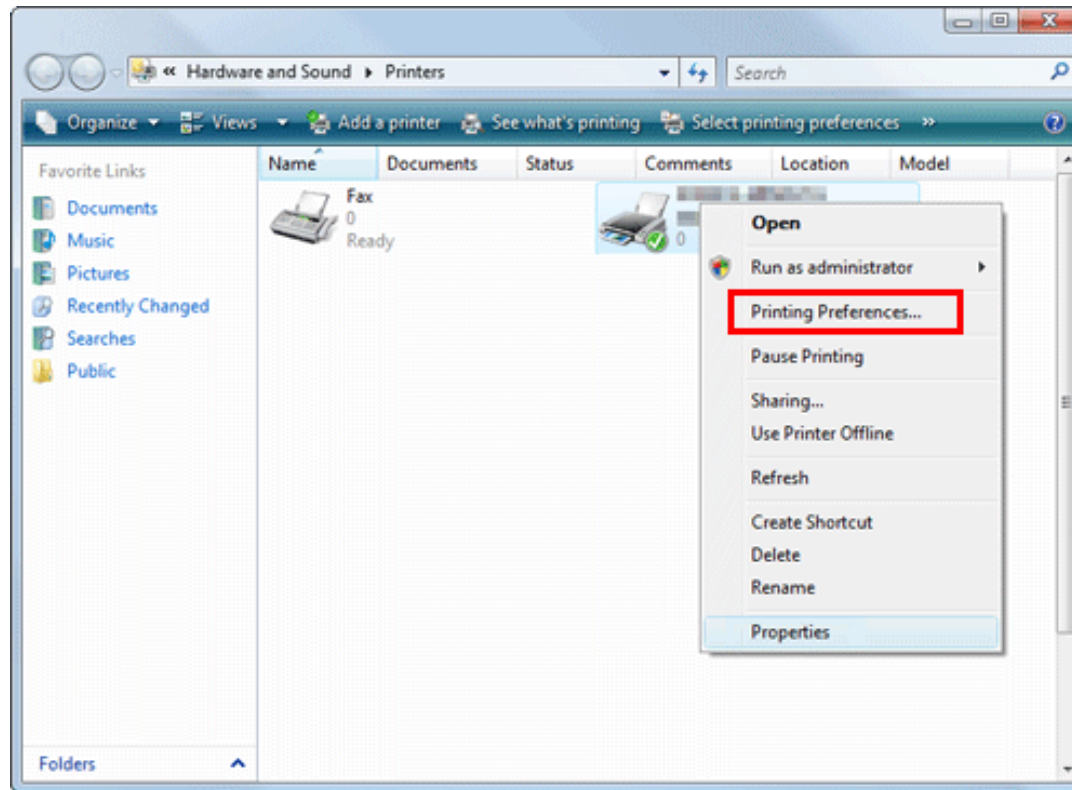 « Hardware and Sound ▸ Printers
Search
Organize Views Add a printer See what's printing Select printing preferences »
Favorite Links
Documents
Music
Pictures
Recently Changed
Searches
Public
Folders
Name Documents Status Comments Location Model
Fax
0
Ready
0
Open
Run as administrator
Printing Preferences...
Pause Printing
Sharing...
Use Printer Offline
Refresh
Create Shortcut
Delete
Rename
Properties